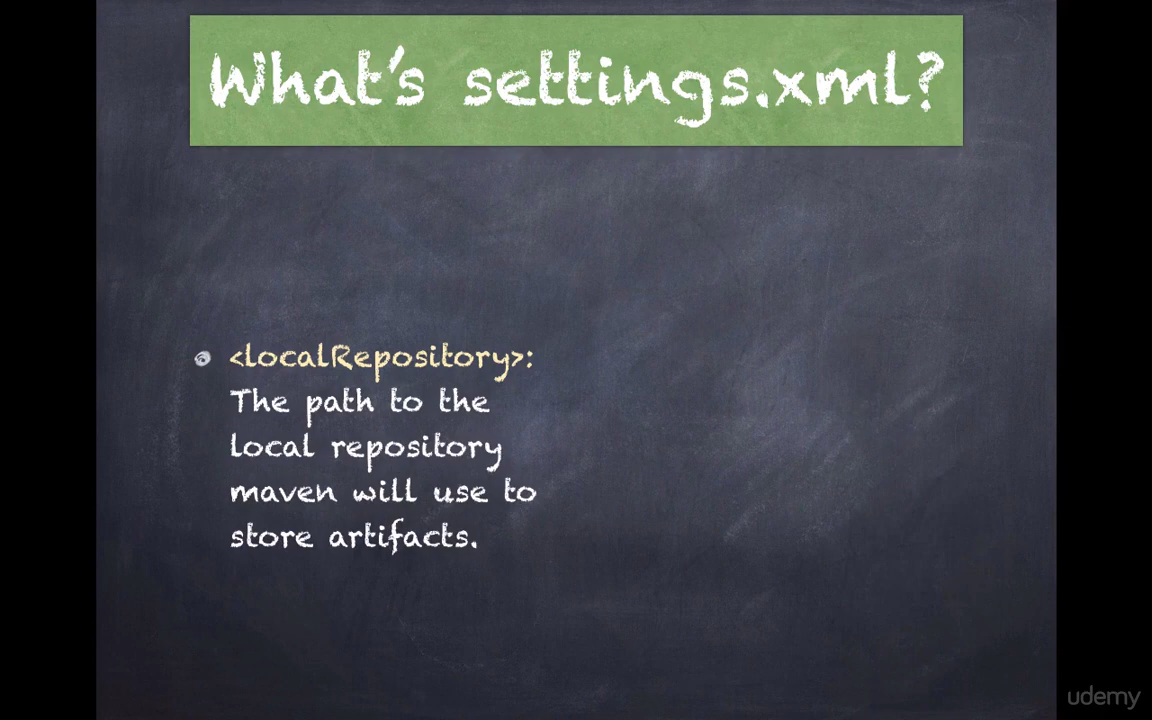 What's settings.xml?
<localRepository>:
The path to the
local repository
maven will use to
store artifacts.
udemy